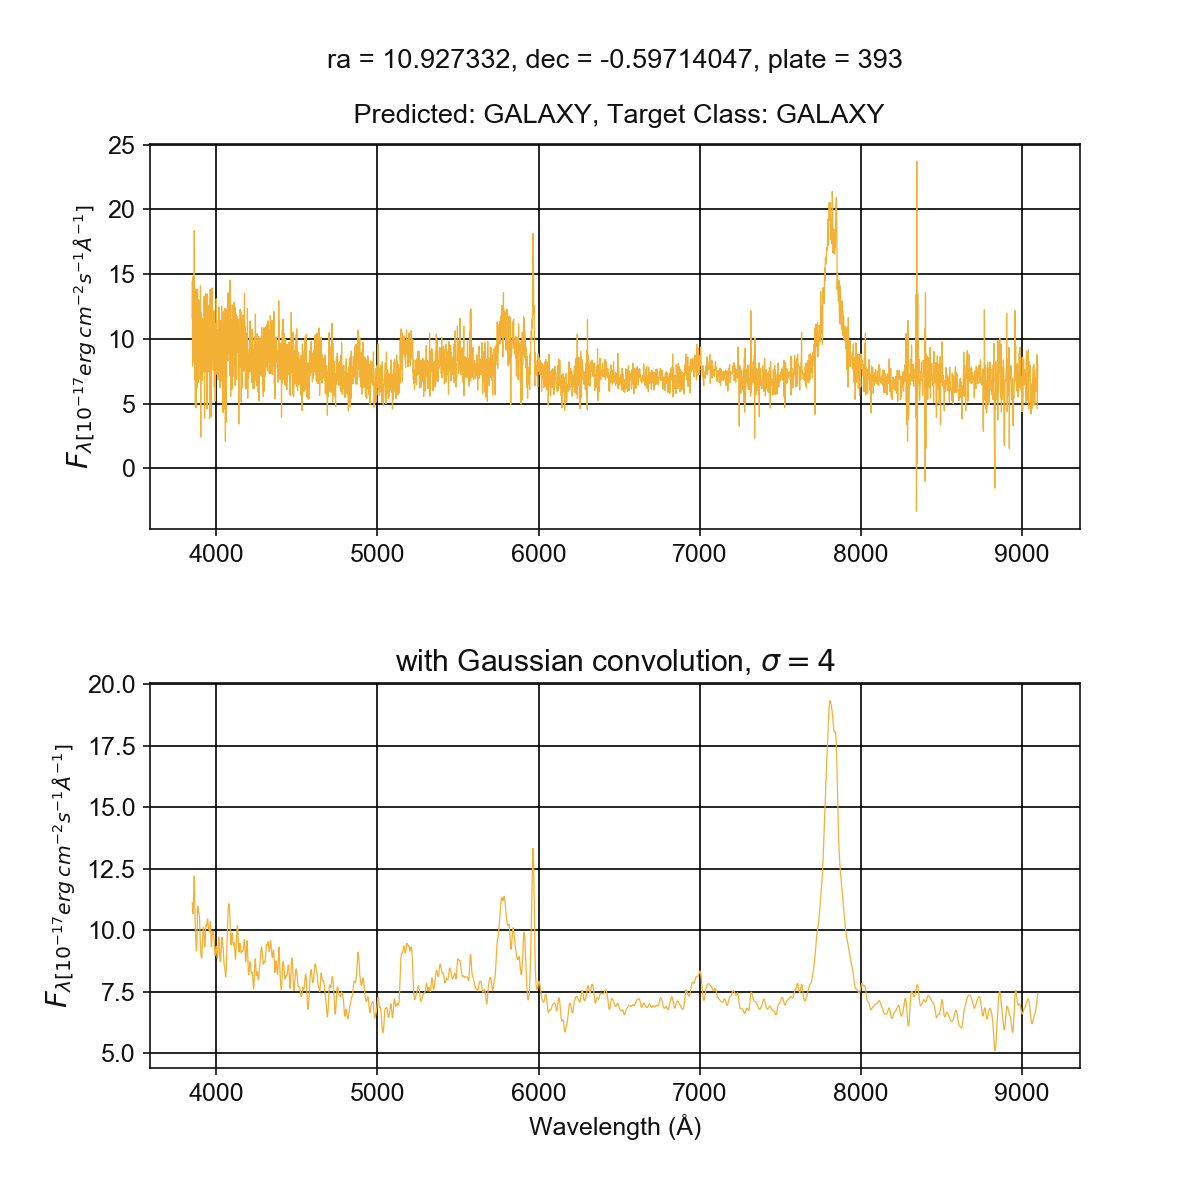 ra = 10.927332, dec = -0.59714047, plate = 393
Predicted: GALAXY, Target Class: GALAXY
25
20
15
10
5
0
Fλ[10⁻¹⁷erg cm⁻²s⁻¹Å⁻¹]
4000 5000 6000 7000 8000 9000
with Gaussian convolution, σ = 4
20.0
17.5
15.0
12.5
10.0
7.5
5.0
Fλ[10⁻¹⁷erg cm⁻²s⁻¹Å⁻¹]
4000 5000 6000 7000 8000 9000
Wavelength (Å)